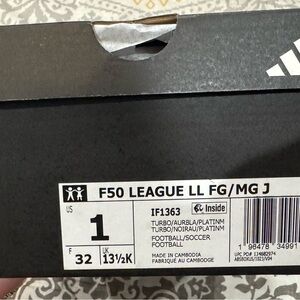 F50 LEAGUE LL FG/MG J
US
1
F
32
UK
13½K
IF1363
Inside
TURBO/AURBLA/PLATINM
TURBO/NOIRAU/PLATINM
FOOTBALL/SOCCER
FOOTBALL
MADE IN CAMBODIA
FABRIQUÉ AU CAMBODGE
1 96478 34991